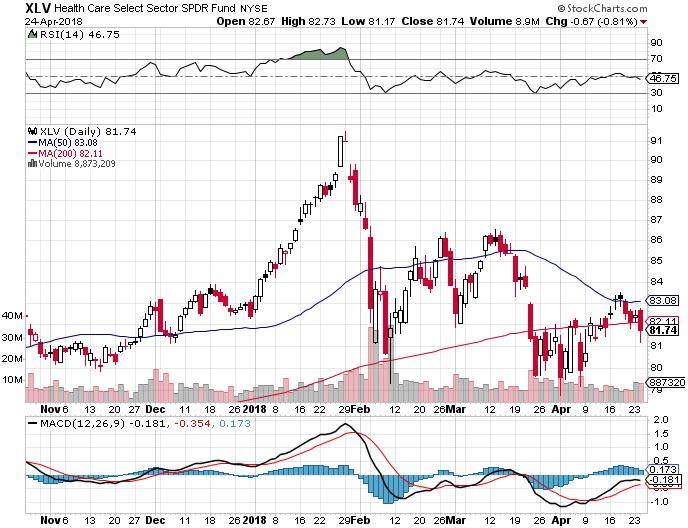 XLV Health Care Select Sector SPDR Fund NYSE
© StockCharts.com
24-Apr-2018 Open 82.67 High 82.73 Low 81.17 Close 81.74 Volume 8.9M Chg -0.67 (-0.81%)
RSI(14) 46.75
90
70
50
46.75
30
10
XLV (Daily) 81.74
MA(50) 83.08
MA(200) 82.11
Volume 8,873,209
91
90
89
88
87
86
85
84
83.08
82.11
81.74
81
80
79
40M
30M
20M
10M
8873209
Nov 6 13 20 27 Dec 11 18 26 2018 8 16 22 29 Feb 12 20 26 Mar 12 19 26 Apr 9 16 23
MACD(12,26,9) -0.181, -0.354, 0.173
2.0
1.5
1.0
0.5
0.173
-0.181
-0.5
-1.0
Nov 6 13 20 27 Dec 11 18 26 2018 8 16 22 29 Feb 12 20 26 Mar 12 19 26 Apr 9 16 23